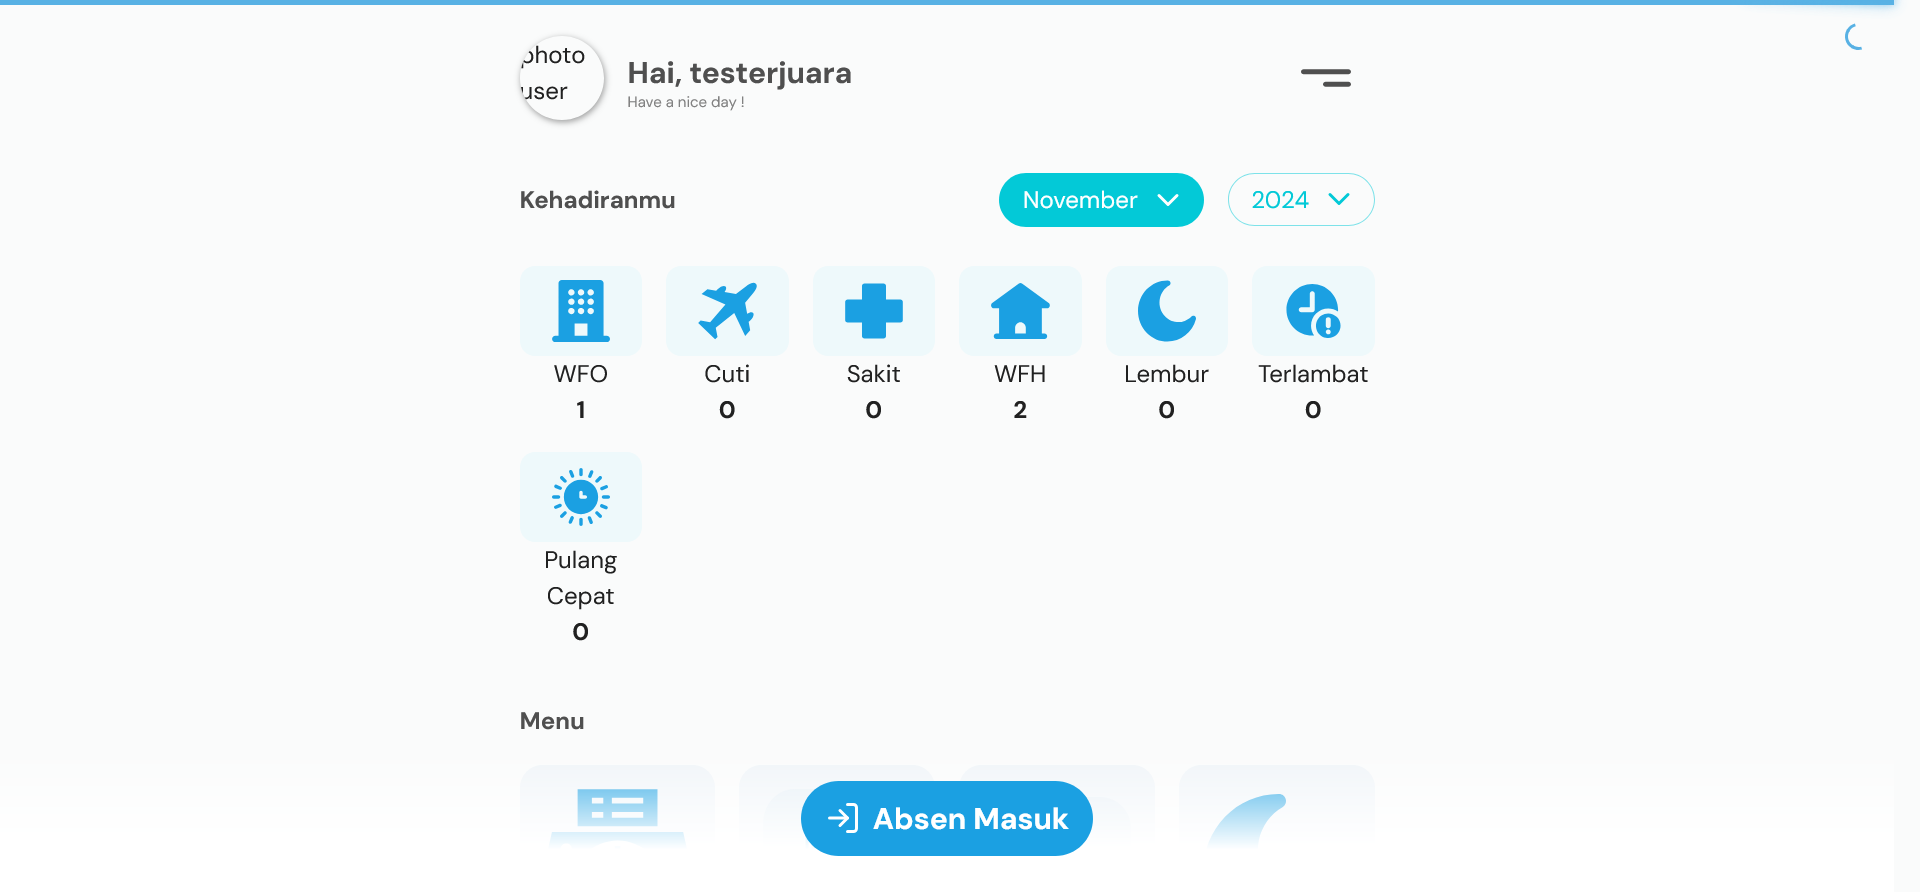 photo
user
Hai, testerjuara
Have a nice day !
Kehadiranmu
November
2024
WFO
1
Cuti
0
Sakit
0
WFH
2
Lembur
0
Terlambat
0
Pulang
Cepat
0
Menu
Absen Masuk